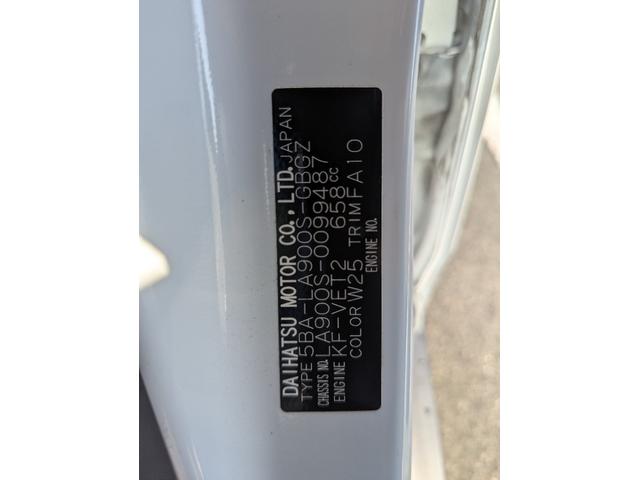 DAIHATSU MOTOR CO., LTD. JAPAN
TYPE 5BA-LA900S-GBGZ
CHASSIS NO. LA900S-0099487
ENGINE KF-VET2 658cc
COLOR W25 TRIM FA10
ENGINE NO.